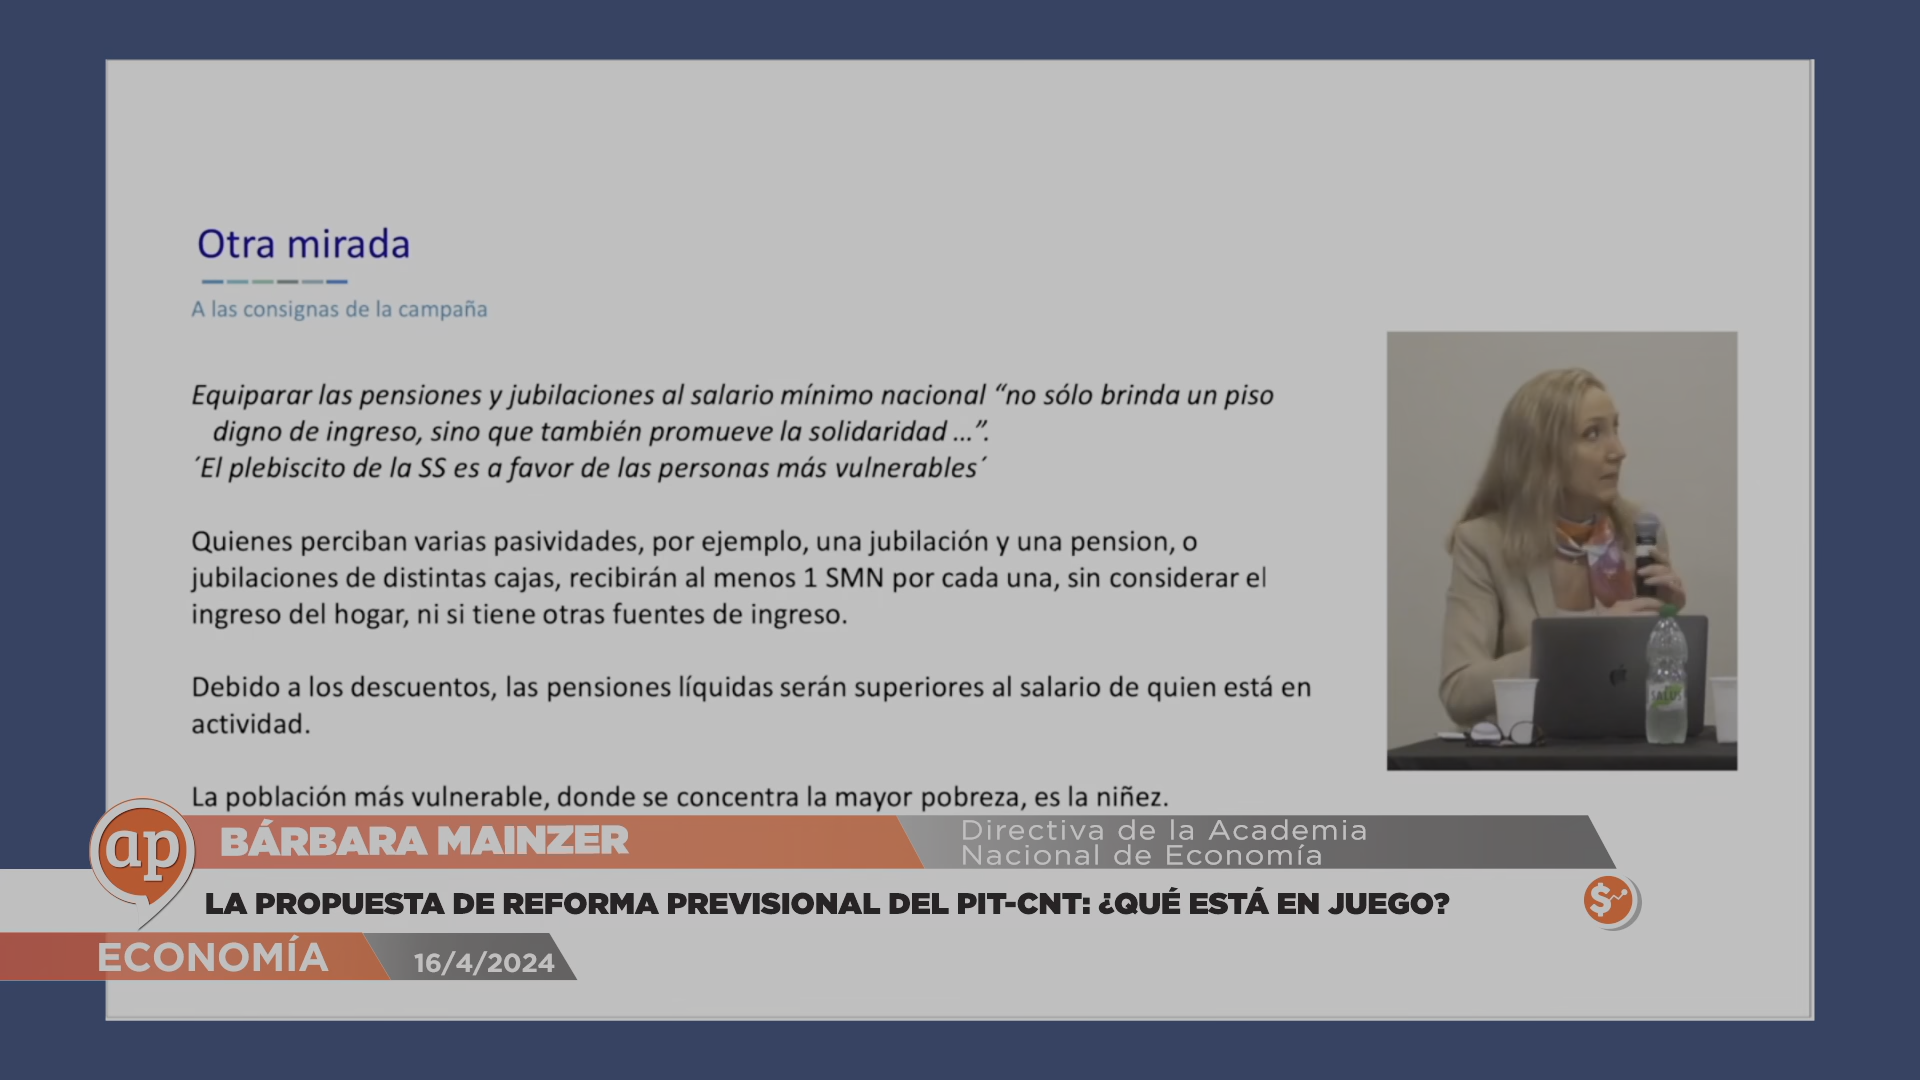 Otra mirada
A las consignas de la campaña
Equiparar las pensiones y jubilaciones al salario mínimo nacional “no sólo brinda un piso
digno de ingreso, sino que también promueve la solidaridad ...”.
´El plebiscito de la SS es a favor de las personas más vulnerables´
Quienes perciban varias pasividades, por ejemplo, una jubilación y una pension, o
jubilaciones de distintas cajas, recibirán al menos 1 SMN por cada una, sin considerar el
ingreso del hogar, ni si tiene otras fuentes de ingreso.
Debido a los descuentos, las pensiones líquidas serán superiores al salario de quien está en
actividad.
La población más vulnerable, donde se concentra la mayor pobreza, es la niñez.
SALUS
ap
BÁRBARA MAINZER
Directiva de la Academia
Nacional de Economía
LA PROPUESTA DE REFORMA PREVISIONAL DEL PIT-CNT: ¿QUÉ ESTÁ EN JUEGO?
$
ECONOMÍA
16/4/2024